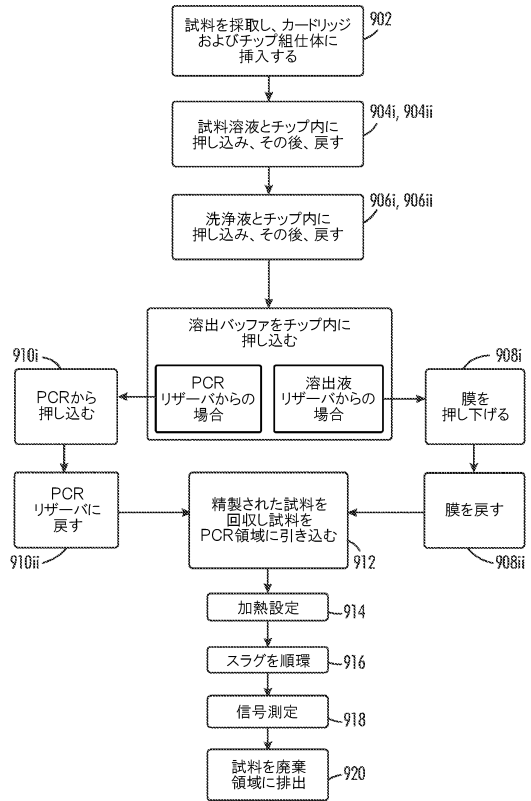 試料を採取し、カードリッジ
およびチップ組仕体に
挿入する
902
試料溶液とチップ内に
押し込み、その後、戻す
904i, 904ii
洗浄液とチップ内に
押し込み、その後、戻す
906i, 906ii
溶出バッファをチップ内に
押し込む
PCR
リザーバからの
場合
溶出液
リザーバからの
場合
910i
PCRから
押し込む
908i
膜を
押し下げる
PCR
リザーバに
戻す
910ii
精製された試料を
回収し試料を
PCR領域に引き込む
912
膜を戻す
908ii
加熱設定
914
スラグを順環
916
信号測定
918
試料を廃棄
領域に排出
920